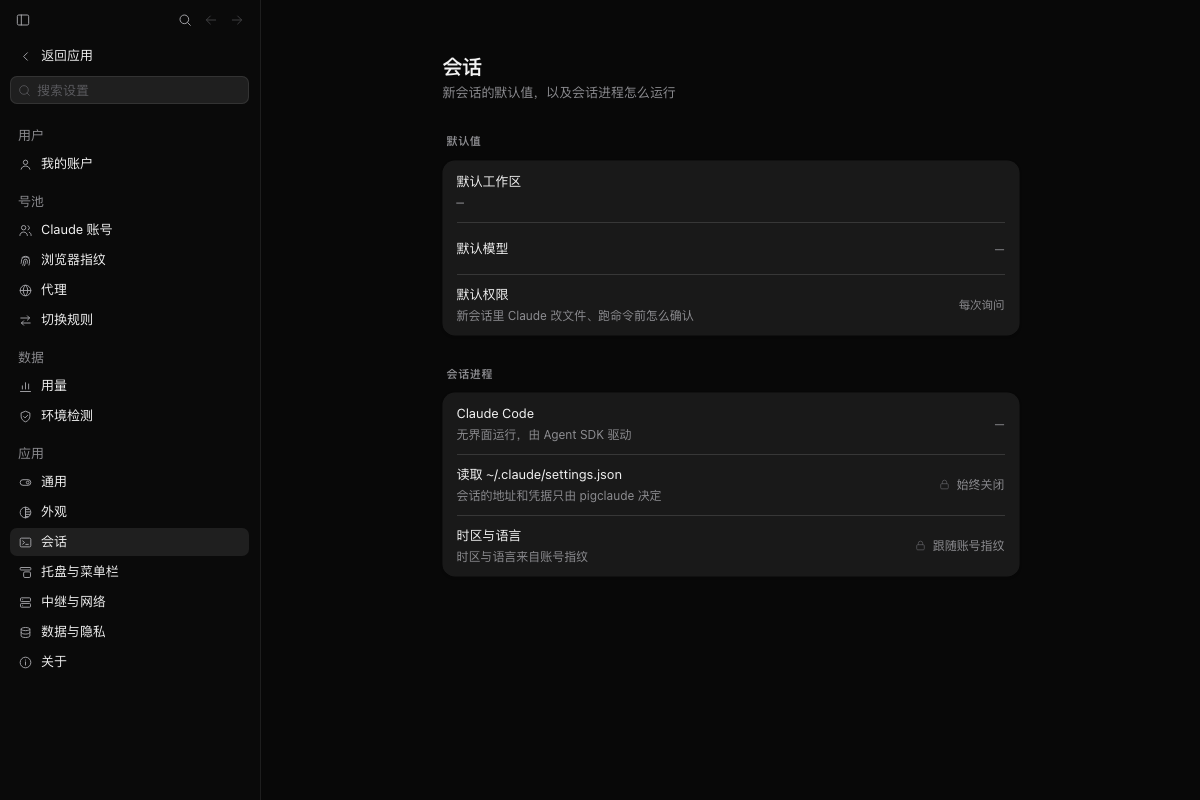 返回应用
搜索设置
用户
我的账户
号池
Claude 账号
浏览器指纹
代理
切换规则
数据
用量
环境检测
应用
通用
外观
会话
托盘与菜单栏
中继与网络
数据与隐私
关于
会话
新会话的默认值，以及会话进程怎么运行
默认值
默认工作区
—
默认模型
—
默认权限
新会话里 Claude 改文件、跑命令前怎么确认
每次询问
会话进程
Claude Code
无界面运行，由 Agent SDK 驱动
—
读取 ~/.claude/settings.json
会话的地址和凭据只由 pigclaude 决定
始终关闭
时区与语言
时区与语言来自账号指纹
跟随账号指纹